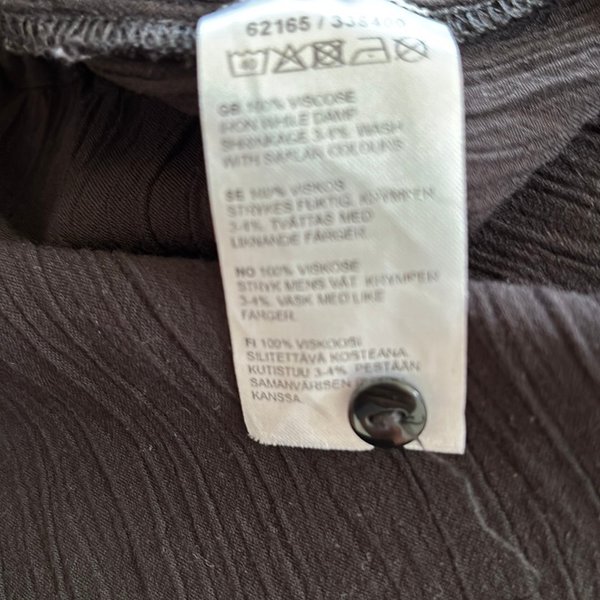 62165 / 336400
GB 100% VISCOSE
IRON WHILE DAMP
SHRINKAGE 3-4%. WASH
WITH SIMILAR COLOURS
SE 100% VISKOS
STRYKES FUKTIG. KRYMPER
3-4%. TVÄTTAS MED
LIKNANDE FÄRGER.
NO 100% VISKOSE
STRYK MENS VÅT. KRYMPER
3-4%. VASK MED LIKE
FARGER.
FI 100% VISKOOSI
SILITETTÄVÄ KOSTEANA.
KUTISTUU 3-4%. PESTÄÄN
SAMANVÄRISEN
KANSSA.